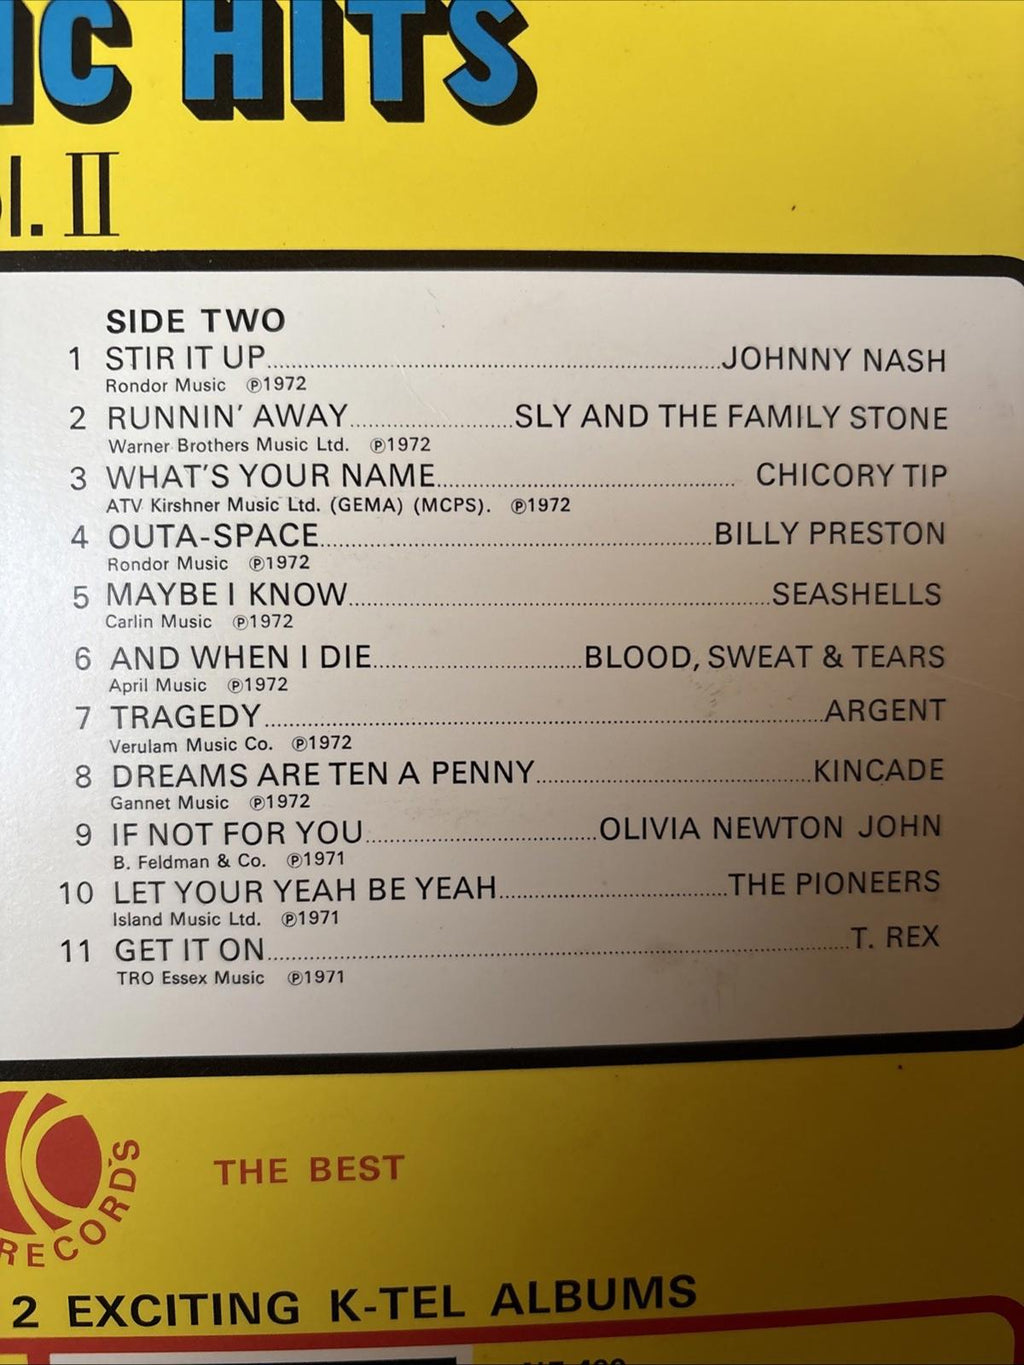 IC HITS
ol. II
SIDE TWO
1 STIR IT UP JOHNNY NASH
Rondor Music ℗1972
2 RUNNIN' AWAY SLY AND THE FAMILY STONE
Warner Brothers Music Ltd. ℗1972
3 WHAT'S YOUR NAME CHICORY TIP
ATV Kirshner Music Ltd. (GEMA) (MCPS). ℗1972
4 OUTA-SPACE BILLY PRESTON
Rondor Music ℗1972
5 MAYBE I KNOW SEASHELLS
Carlin Music ℗1972
6 AND WHEN I DIE BLOOD, SWEAT & TEARS
April Music ℗1972
7 TRAGEDY ARGENT
Verulam Music Co. ℗1972
8 DREAMS ARE TEN A PENNY KINCADE
Gannet Music ℗1972
9 IF NOT FOR YOU OLIVIA NEWTON JOHN
B. Feldman & Co. ℗1971
10 LET YOUR YEAH BE YEAH THE PIONEERS
Island Music Ltd. ℗1971
11 GET IT ON T. REX
TRO Essex Music ℗1971
RECORD'S
THE BEST
2 EXCITING K-TEL ALBUMS